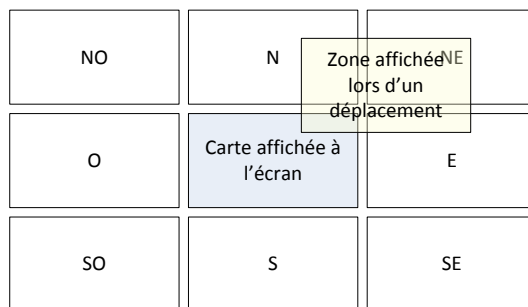 NO
N
NE
Zone affichée
lors d'un
déplacement
O
Carte affichée à
l'écran
E
SO
S
SE